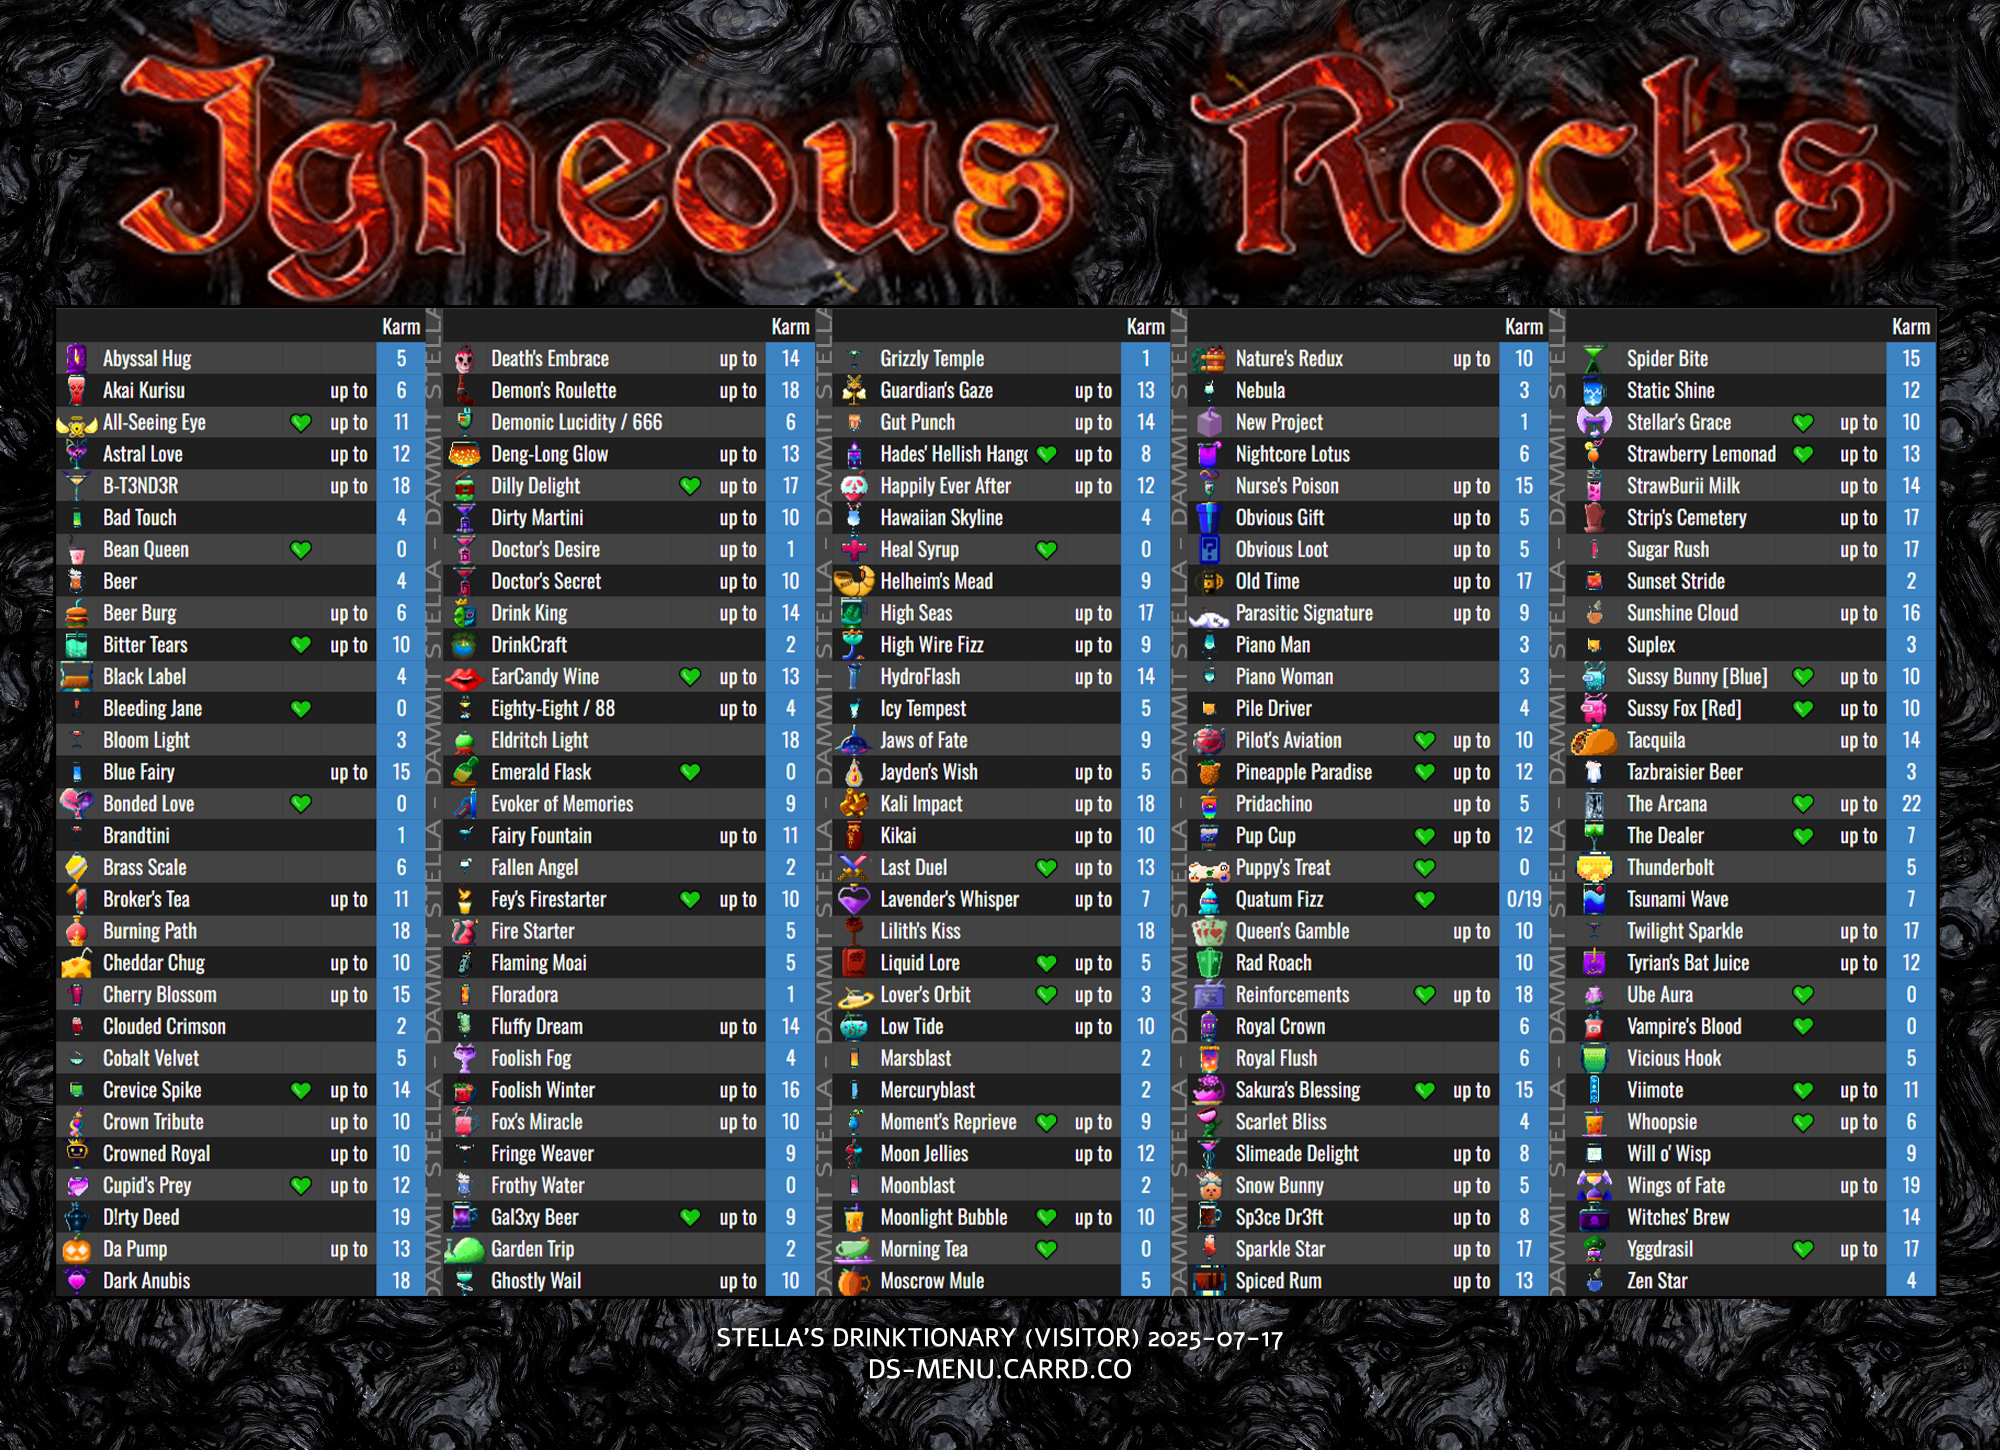 Igneous Rocks
Karm
Abyssal Hug 5
Akai Kurisu up to 6
All-Seeing Eye up to 11
Astral Love up to 12
B-T3ND3R up to 18
Bad Touch 4
Bean Queen 0
Beer 4
Beer Burg up to 6
Bitter Tears up to 10
Black Label 4
Bleeding Jane 0
Bloom Light 3
Blue Fairy up to 15
Bonded Love 0
Brandtini 1
Brass Scale 6
Broker's Tea up to 11
Burning Path 18
Cheddar Chug up to 10
Cherry Blossom up to 15
Clouded Crimson 2
Cobalt Velvet 5
Crevice Spike up to 14
Crown Tribute up to 10
Crowned Royal up to 10
Cupid's Prey up to 12
D!rty Deed 19
Da Pump up to 13
Dark Anubis 18
Karm
Death's Embrace up to 14
Demon's Roulette up to 18
Demonic Lucidity / 666 6
Deng-Long Glow up to 13
Dilly Delight up to 17
Dirty Martini up to 10
Doctor's Desire up to 1
Doctor's Secret up to 10
Drink King up to 14
DrinkCraft 2
EarCandy Wine up to 13
Eighty-Eight / 88 up to 4
Eldritch Light 18
Emerald Flask 0
Evoker of Memories 9
Fairy Fountain up to 11
Fallen Angel 2
Fey's Firestarter up to 10
Fire Starter 5
Flaming Moai 5
Floradora 1
Fluffy Dream up to 14
Foolish Fog 4
Foolish Winter up to 16
Fox's Miracle up to 10
Fringe Weaver 9
Frothy Water 0
Gal3xy Beer up to 9
Garden Trip 2
Ghostly Wail up to 10
Karm
Grizzly Temple 1
Guardian's Gaze up to 13
Gut Punch up to 14
Hades' Hellish Hang up to 8
Happily Ever After up to 12
Hawaiian Skyline 4
Heal Syrup 0
Helheim's Mead 9
High Seas up to 17
High Wire Fizz up to 9
HydroFlash up to 14
Icy Tempest 5
Jaws of Fate 9
Jayden's Wish up to 5
Kali Impact up to 18
Kikai up to 10
Last Duel up to 13
Lavender's Whisper up to 7
Lilith's Kiss 18
Liquid Lore up to 5
Lover's Orbit up to 3
Low Tide up to 10
Marsblast 2
Mercuryblast 2
Moment's Reprieve up to 9
Moon Jellies up to 12
Moonblast 2
Moonlight Bubble up to 10
Morning Tea 0
Moscrow Mule 5
Karm
Nature's Redux up to 10
Nebula 3
New Project 1
Nightcore Lotus 6
Nurse's Poison up to 15
Obvious Gift up to 5
Obvious Loot up to 5
Old Time up to 17
Parasitic Signature up to 9
Piano Man 3
Piano Woman 3
Pile Driver 4
Pilot's Aviation up to 10
Pineapple Paradise up to 12
Pridachino up to 5
Pup Cup up to 12
Puppy's Treat 0
Quatum Fizz 0/19
Queen's Gamble up to 10
Rad Roach 10
Reinforcements up to 18
Royal Crown 6
Royal Flush 6
Sakura's Blessing up to 15
Scarlet Bliss 4
Slimeade Delight up to 8
Snow Bunny up to 5
Sp3ce Dr3ft up to 8
Sparkle Star up to 17
Spiced Rum up to 13
Karm
Spider Bite 15
Static Shine 12
Stellar's Grace up to 10
Strawberry Lemonad up to 13
StrawBurii Milk up to 14
Strip's Cemetery up to 17
Sugar Rush up to 17
Sunset Stride 2
Sunshine Cloud up to 16
Suplex 3
Sussy Bunny [Blue] up to 10
Sussy Fox [Red] up to 10
Tacquila up to 14
Tazbraisier Beer 3
The Arcana up to 22
The Dealer up to 7
Thunderbolt 5
Tsunami Wave 7
Twilight Sparkle up to 17
Tyrian's Bat Juice up to 12
Ube Aura 0
Vampire's Blood 0
Vicious Hook 5
Viimote up to 11
Whoopsie up to 6
Will o' Wisp 9
Wings of Fate up to 19
Witches' Brew 14
Yggdrasil up to 17
Zen Star 4
STELLA'S DRINKTIONARY (VISITOR) 2025-07-17
DS-MENU.CARRD.CO